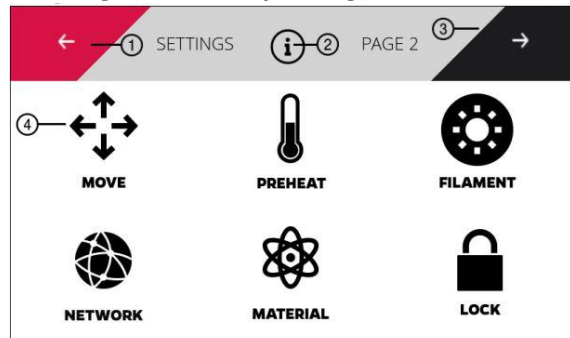 1 SETTINGS i 2 PAGE 2 3
4
MOVE PREHEAT FILAMENT
NETWORK MATERIAL LOCK